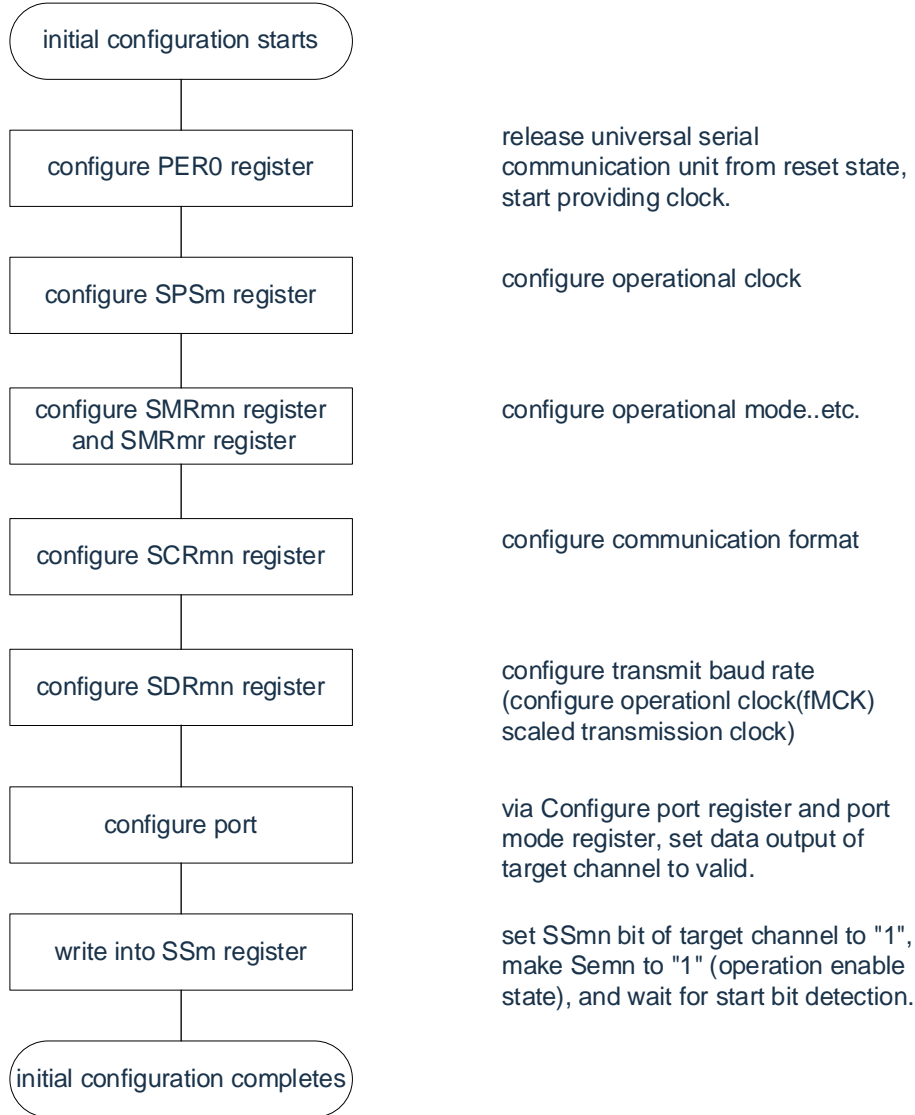 initial configuration starts
configure PER0 register
release universal serial
communication unit from reset state,
start providing clock.
configure SPSm register
configure operational clock
configure SMRmn register
and SMRmr register
configure operational mode..etc.
configure SCRmn register
configure communication format
configure SDRmn register
configure transmit baud rate
(configure operationl clock(fMCK)
scaled transmission clock)
configure port
via Configure port register and port
mode register, set data output of
target channel to valid.
write into SSm register
set SSmn bit of target channel to "1",
make Semn to "1" (operation enable
state), and wait for start bit detection.
initial configuration completes